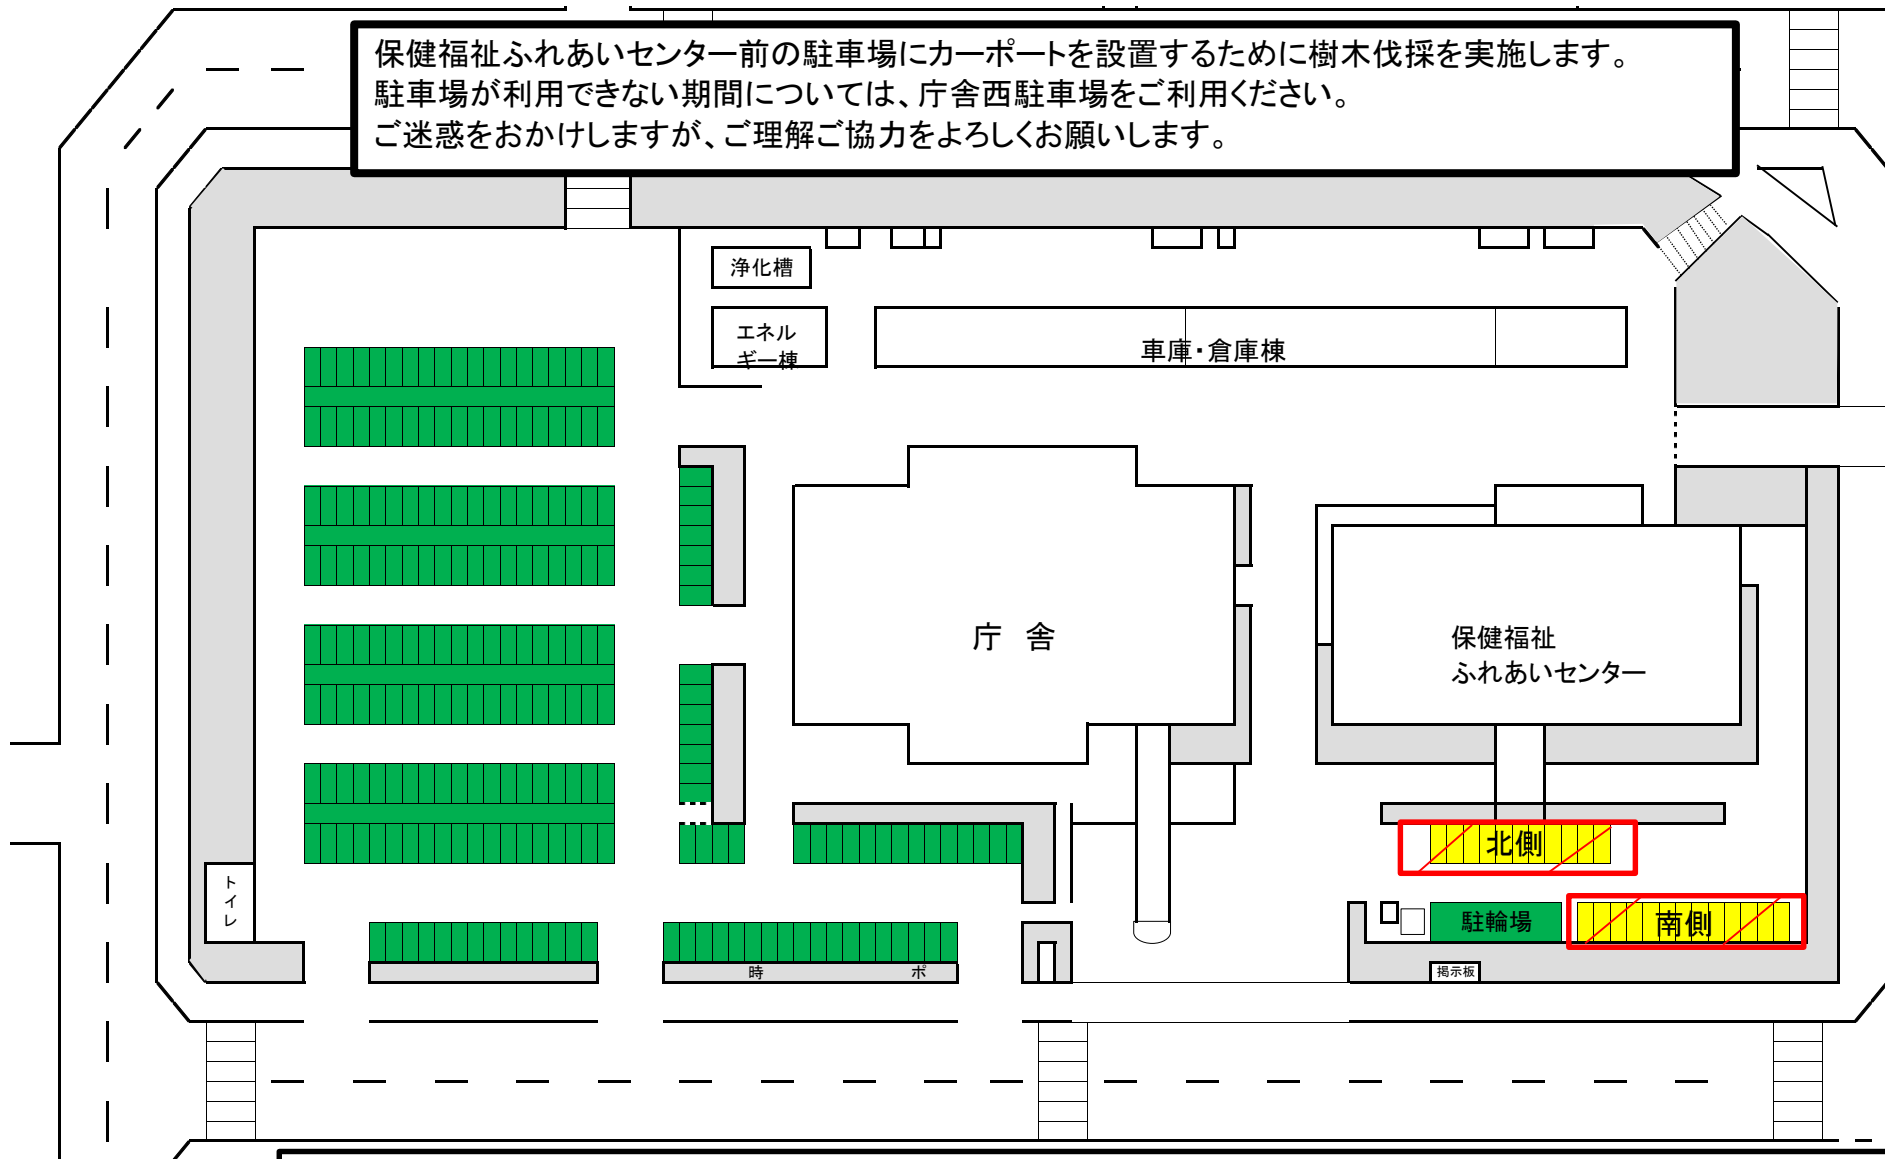 保健福祉ふれあいセンター前の駐車場にカーポートを設置するために樹木伐採を実施します。
駐車場が利用できない期間については、庁舎西駐車場をご利用ください。
ご迷惑をおかけしますが、ご理解ご協力をよろしくお願いします。
浄化槽
エネル
ギー棟
車庫・倉庫棟
庁 舎
保健福祉
ふれあいセンター
北側
トイレ
駐輪場
南側
時
ポ
掲示板